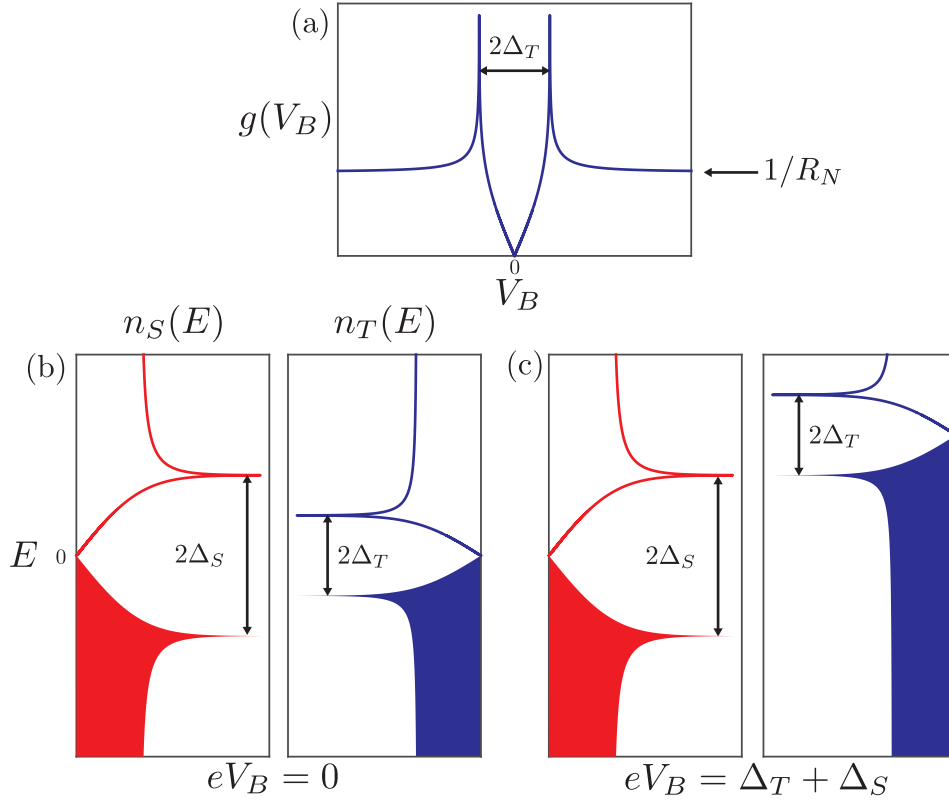 (a)
2Δ_T
g(V_B)
1/R_N
0
V_B
n_S(E)
n_T(E)
(b)
(c)
2Δ_T
2Δ_S
2Δ_T
2Δ_S
E 0
eV_B = 0
eV_B = Δ_T + Δ_S